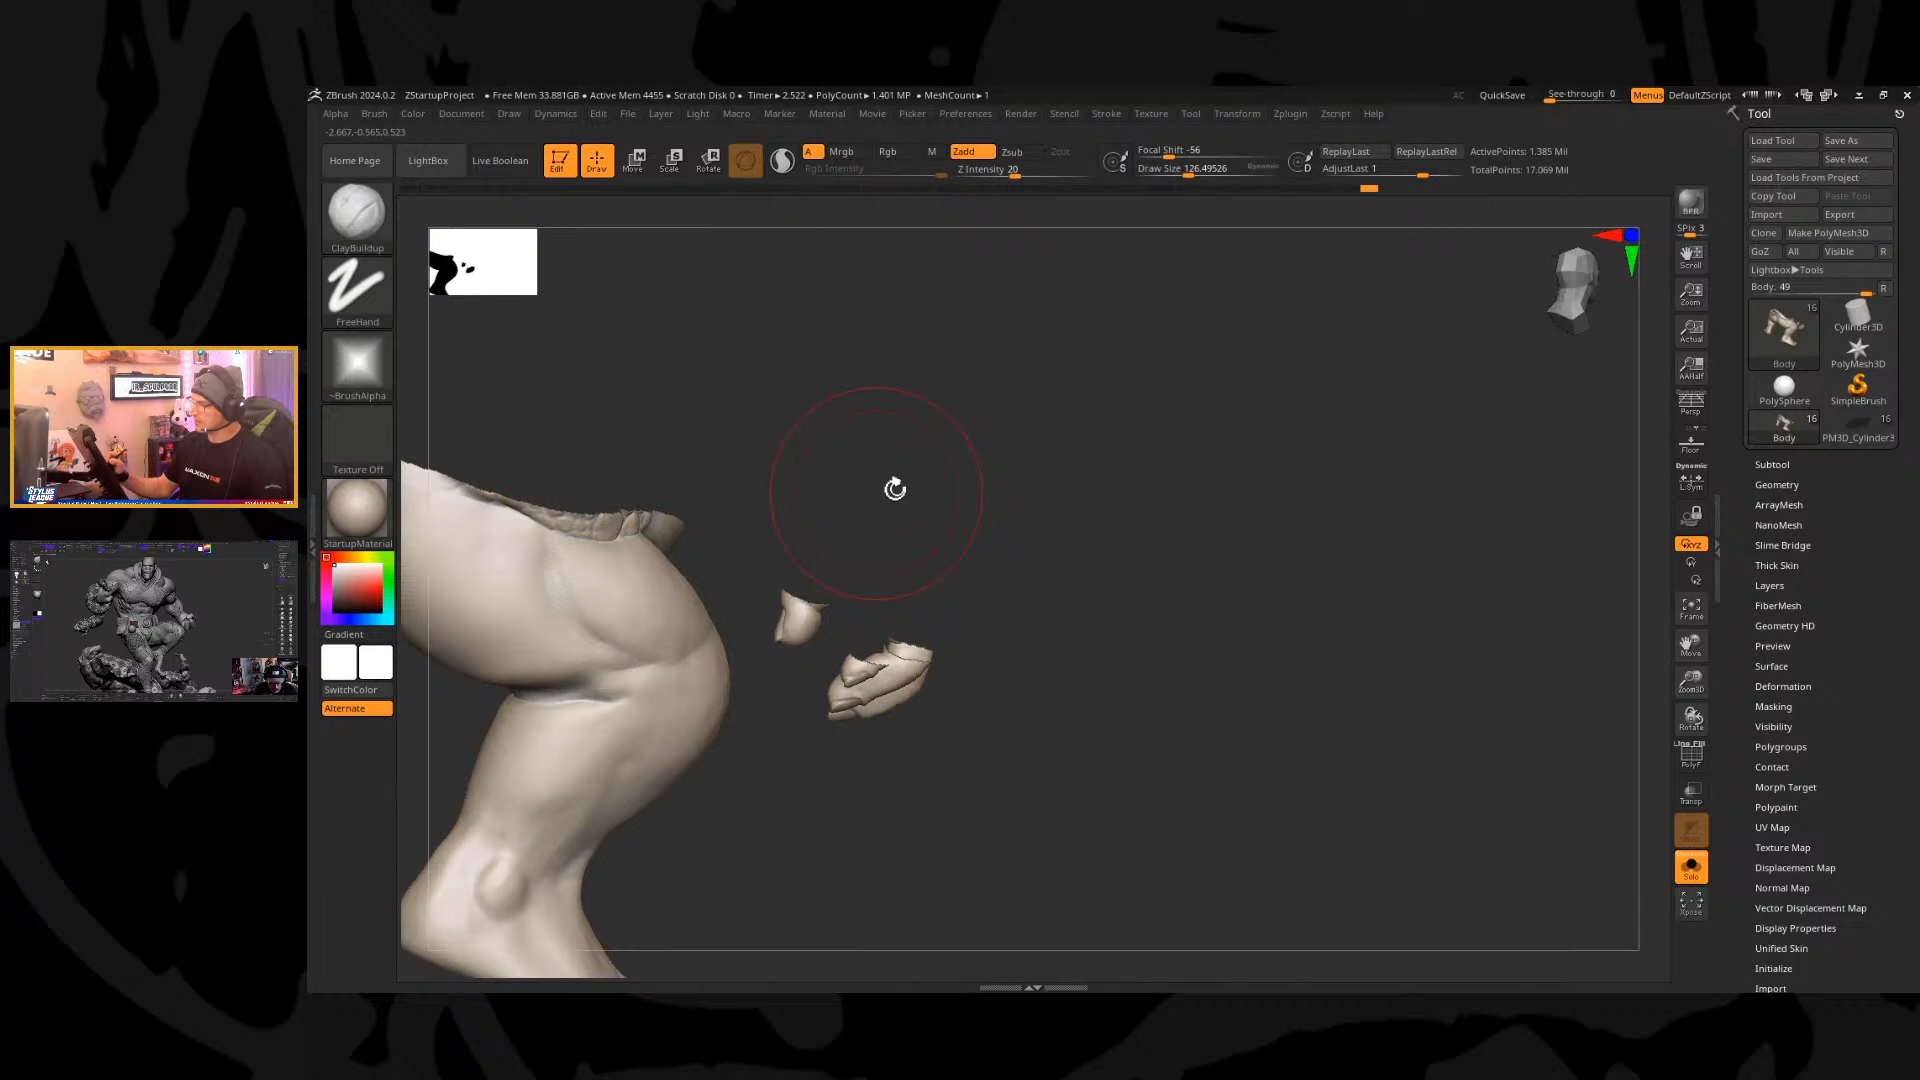 ZBrush 2024.0.2 ZStartupProject • Free Mem 33.881GB • Active Mem 4455 • Scratch Disk 0 • Timer▸2.522 • PolyCount▸1.401 MP • MeshCount▸1
AC QuickSave See-through 0 Menus DefaultZScript
Alpha Brush Color Document Draw Dynamics Edit File Layer Light Macro Marker Material Movie Picker Preferences Render Stencil Stroke Texture Tool Transform Zplugin Zscript Help
-2.667,-0.565,0.523
Home Page LightBox Live Boolean Edit Draw Move Scale Rotate
A Mrgb Rgb M Zadd Zsub Zcut
Rgb Intensity Z Intensity 20
Focal Shift -56
Draw Size 126.49526 Dynamic
ReplayLast ReplayLastRel ActivePoints: 1.385 Mil
AdjustLast 1 TotalPoints: 17.069 Mil
ClayBuildup
FreeHand
~BrushAlpha
Texture Off
StartupMaterial
Gradient
SwitchColor
Alternate
BPR
SPix 3
Scroll
Zoom
Actual
AAHalf
Dynamic
Persp
Floor
Dynamic
L.Sym
XYZ
Frame
Move
Zoom3D
Rotate
Line Fill
PolyF
Transp
Solo
Xpose
Tool
Load Tool Save As
Save Save Next
Load Tools From Project
Copy Tool Paste Tool
Import Export
Clone Make PolyMesh3D
GoZ All Visible R
Lightbox▸Tools
Body. 49 R
16
Body
Cylinder3D
PolyMesh3D
PolySphere SimpleBrush
16 16
Body PM3D_Cylinder3
Subtool
Geometry
ArrayMesh
NanoMesh
Slime Bridge
Thick Skin
Layers
FiberMesh
Geometry HD
Preview
Surface
Deformation
Masking
Visibility
Polygroups
Contact
Morph Target
Polypaint
UV Map
Texture Map
Displacement Map
Normal Map
Vector Displacement Map
Display Properties
Unified Skin
Initialize
Import
STYLUS
LEAGUE
MAXON